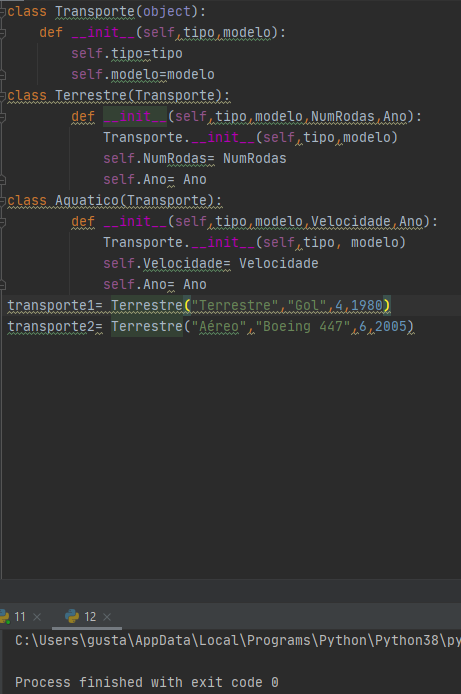 class Transporte(object):
    def __init__(self,tipo,modelo):
        self.tipo=tipo
        self.modelo=modelo
class Terrestre(Transporte):
        def __init__(self,tipo,modelo,NumRodas,Ano):
            Transporte.__init__(self,tipo,modelo)
            self.NumRodas= NumRodas
            self.Ano= Ano
class Aquatico(Transporte):
        def __init__(self,tipo,modelo,Velocidade,Ano):
            Transporte.__init__(self,tipo, modelo)
            self.Velocidade= Velocidade
            self.Ano= Ano
transporte1= Terrestre("Terrestre","Gol",4,1980)
transporte2= Terrestre("Aéreo","Boeing 447",6,2005)
11 × 12 ×
C:\Users\gusta\AppData\Local\Programs\Python\Python38\py
Process finished with exit code 0